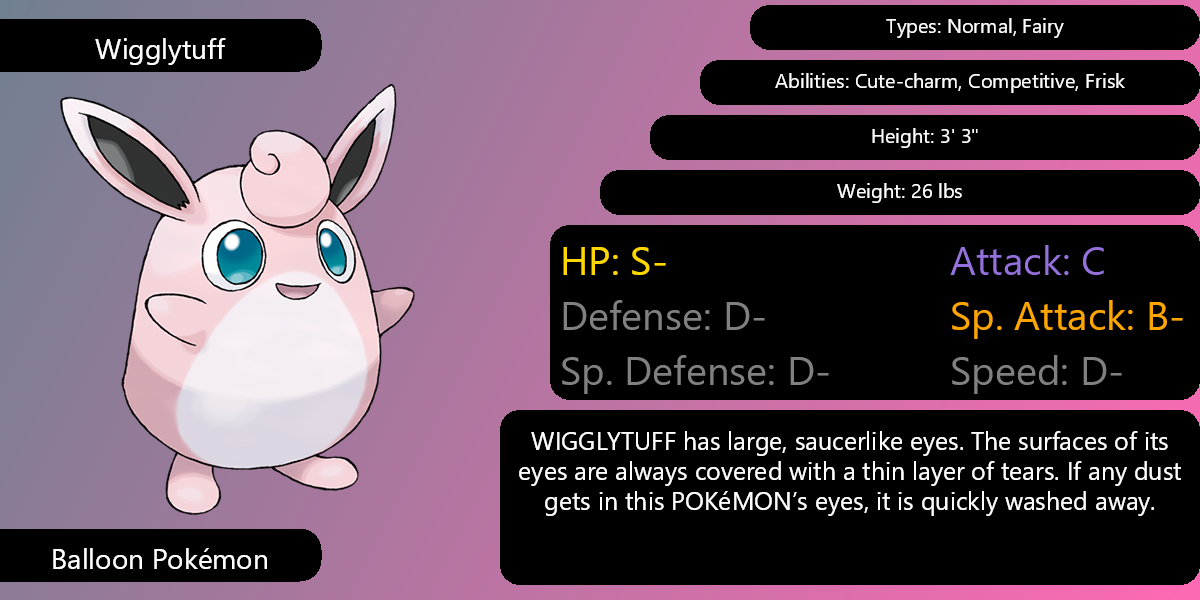 Wigglytuff
Types: Normal, Fairy
Abilities: Cute-charm, Competitive, Frisk
Height: 3' 3"
Weight: 26 lbs
HP: S-
Attack: C
Defense: D-
Sp. Attack: B-
Sp. Defense: D-
Speed: D-
WIGGLYTUFF has large, saucerlike eyes. The surfaces of its
eyes are always covered with a thin layer of tears. If any dust
gets in this POKéMON’s eyes, it is quickly washed away.
Balloon Pokémon